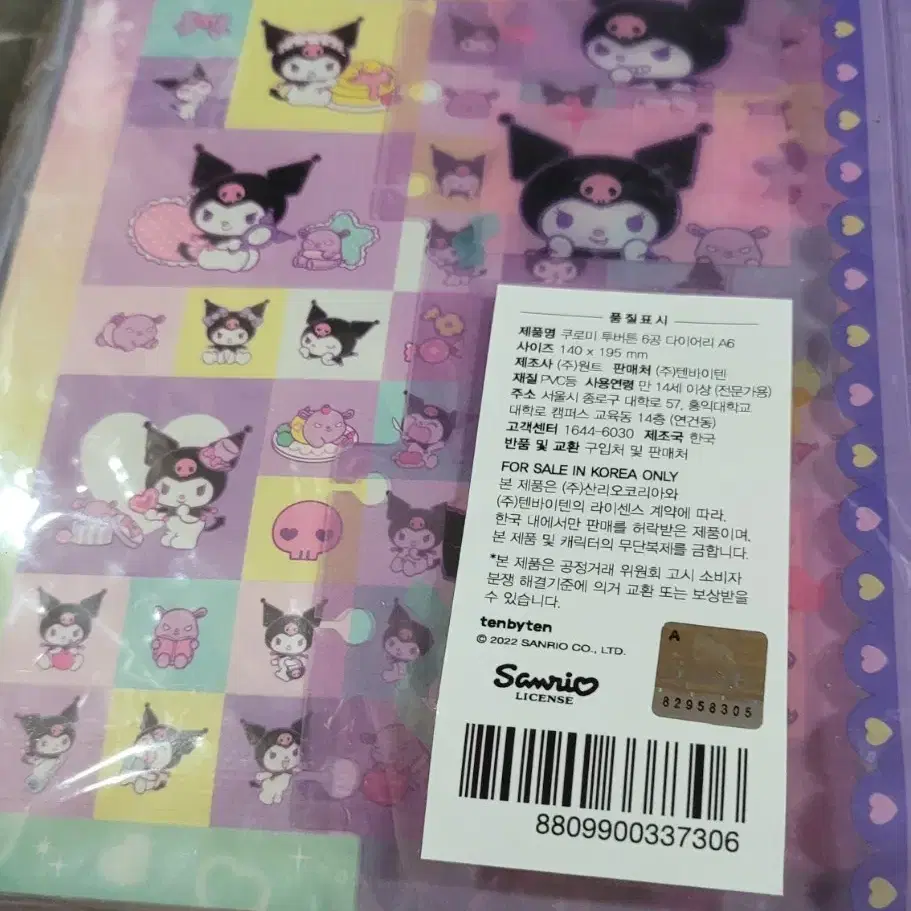 품질표시
제품명 쿠로미 투버튼 6공 다이어리 A6
사이즈 140 x 195 mm
제조사 (주)원트 판매처 (주)텐바이텐
재질 PVC등 사용연령 만 14세 이상 (전문가용)
주소 서울시 종로구 대학로 57, 홍익대학교
대학로 캠퍼스 교육동 14층 (연건동)
고객센터 1644-6030 제조국 한국
반품 및 교환 구입처 및 판매처
FOR SALE IN KOREA ONLY
본 제품은 (주)산리오코리아와
(주)텐바이텐의 라이센스 계약에 따라,
한국 내에서만 판매를 허락받은 제품이며,
본 제품 및 캐릭터의 무단복제를 금합니다.
*본 제품은 공정거래 위원회 고시 소비자
분쟁 해결기준에 의거 교환 또는 보상받을
수 있습니다.
tenbyten
© 2022 SANRIO CO., LTD.
Sanrio
LICENSE
A
82958305
8809900337306